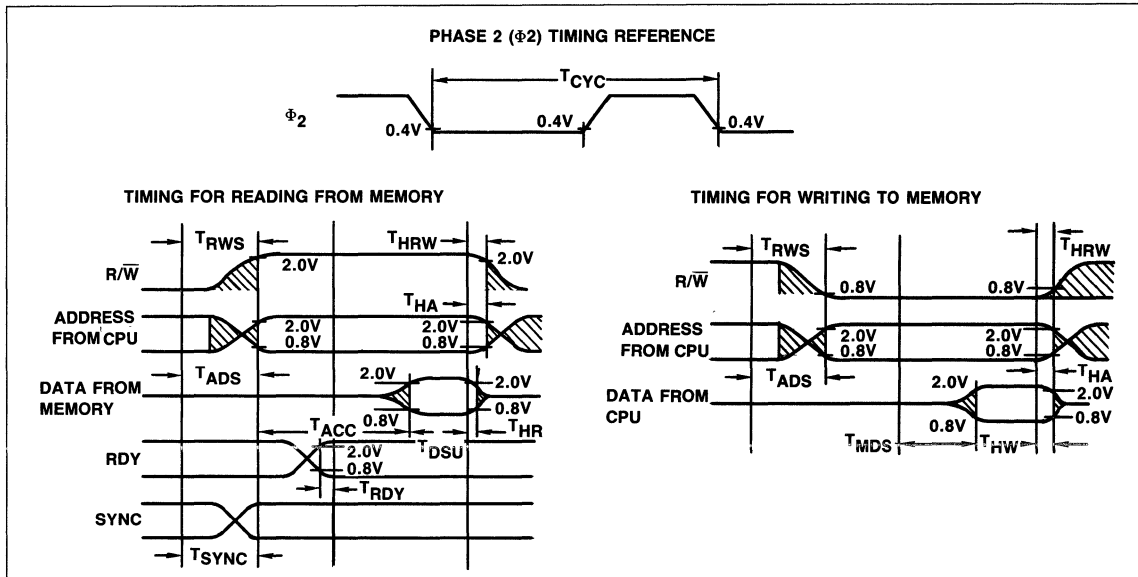 PHASE 2 (Φ2) TIMING REFERENCE
TCYC
Φ2
0.4V
0.4V
0.4V
TIMING FOR READING FROM MEMORY
TRWS
THRW
R/W̅
2.0V
2.0V
THA
ADDRESS
FROM CPU
2.0V
0.8V
2.0V
0.8V
TADS
DATA FROM
MEMORY
2.0V
2.0V
0.8V
0.8V
TACC
TDSU
THR
RDY
2.0V
0.8V
TRDY
SYNC
TSYNC
TIMING FOR WRITING TO MEMORY
TRWS
THRW
R/W̅
0.8V
0.8V
ADDRESS
FROM CPU
2.0V
0.8V
2.0V
0.8V
TADS
THA
DATA FROM
CPU
2.0V
2.0V
0.8V
0.8V
TMDS
THW